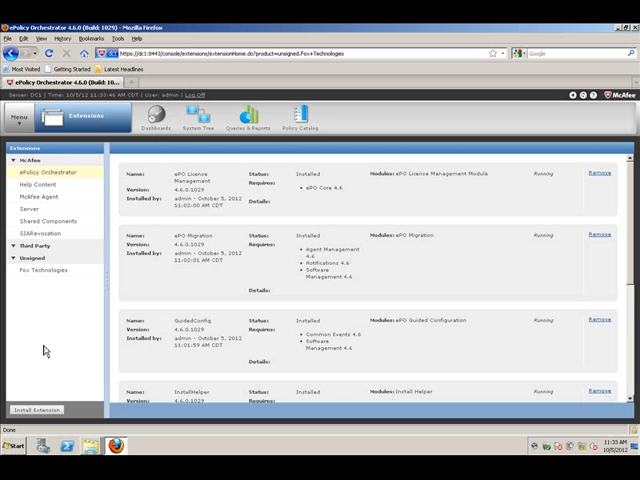 ePolicy Orchestrator 4.6.0 (Build: 1029) - Mozilla Firefox
File Edit View History Bookmarks Tools Help
https://dc1:8443/console/extensions/extensionHome.do?product=unsigned.Fox+Technologies
Google
Most Visited Getting Started Latest Headlines
ePolicy Orchestrator 4.6.0 (Build: 10...
Server: DC1 | Time: 10/5/12 11:33:46 AM CDT | User: admin | Log Off
McAfee
Menu
Extensions
Dashboards
System Tree
Queries & Reports
Policy Catalog
Extensions
McAfee
ePolicy Orchestrator
Help Content
McAfee Agent
Server
Shared Components
SIARevocation
Third Party
Unsigned
Fox Technologies
Install Extension
Name: ePO License Management
Version: 4.6.0.1029
Installed by: admin - October 5, 2012 11:02:00 AM CDT
Status: Installed
Requires:
• ePO Core 4.6
Details:
Modules: ePO License Management Module
Running
Remove
Name: ePO Migration
Version: 4.6.0.1029
Installed by: admin - October 5, 2012 11:02:01 AM CDT
Status: Installed
Requires:
• Agent Management 4.6
• Notifications 4.6
• Software Management 4.6
Details:
Modules: ePO Migration
Running
Remove
Name: GuidedConfig
Version: 4.6.0.1029
Installed by: admin - October 5, 2012 11:01:59 AM CDT
Status: Installed
Requires:
• Common Events 4.6
• Software Management 4.6
Details:
Modules: ePO Guided Configuration
Running
Remove
Name: InstallHelper
Version: 4.6.0.1029
Status: Installed
Requires:
Modules: Install Helper
Running
Remove
Done
Start
11:33 AM
10/5/2012